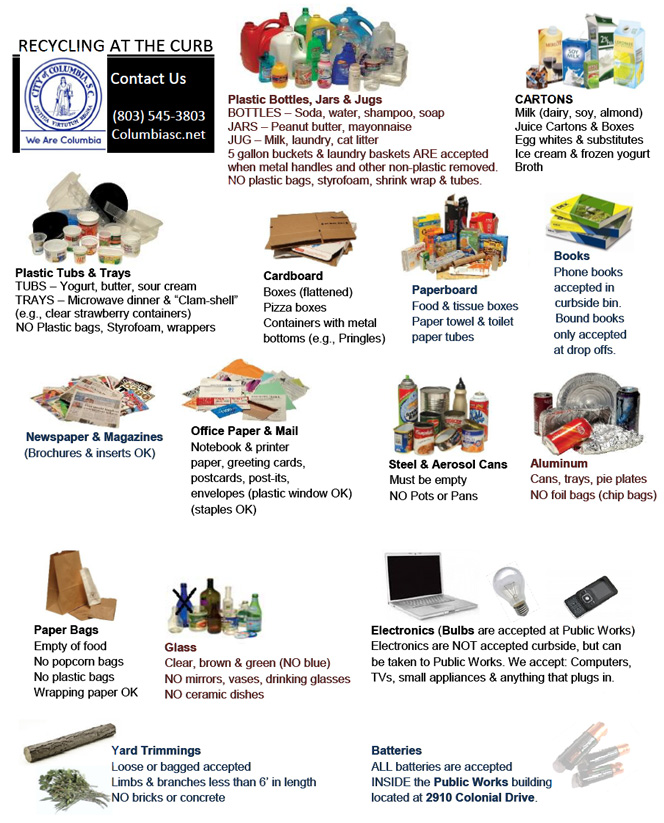 RECYCLING AT THE CURB
CITY OF COLUMBIA, S.C.
JUSTITIA VIRTUTUM REGINA
We Are Columbia
Contact Us
(803) 545-3803
Columbiasc.net
Plastic Bottles, Jars & Jugs
BOTTLES – Soda, water, shampoo, soap
JARS – Peanut butter, mayonnaise
JUG – Milk, laundry, cat litter
5 gallon buckets & laundry baskets ARE accepted
when metal handles and other non-plastic removed.
NO plastic bags, styrofoam, shrink wrap & tubes.
CARTONS
Milk (dairy, soy, almond)
Juice Cartons & Boxes
Egg whites & substitutes
Ice cream & frozen yogurt
Broth
Plastic Tubs & Trays
TUBS – Yogurt, butter, sour cream
TRAYS – Microwave dinner & “Clam-shell”
(e.g., clear strawberry containers)
NO Plastic bags, Styrofoam, wrappers
Cardboard
Boxes (flattened)
Pizza boxes
Containers with metal
bottoms (e.g., Pringles)
Paperboard
Food & tissue boxes
Paper towel & toilet
paper tubes
Books
Phone books
accepted in
curbside bin.
Bound books
only accepted
at drop offs.
Newspaper & Magazines
(Brochures & inserts OK)
Office Paper & Mail
Notebook & printer
paper, greeting cards,
postcards, post-its,
envelopes (plastic window OK)
(staples OK)
Steel & Aerosol Cans
Must be empty
NO Pots or Pans
Aluminum
Cans, trays, pie plates
NO foil bags (chip bags)
Paper Bags
Empty of food
No popcorn bags
No plastic bags
Wrapping paper OK
Glass
Clear, brown & green (NO blue)
NO mirrors, vases, drinking glasses
NO ceramic dishes
Electronics (Bulbs are accepted at Public Works)
Electronics are NOT accepted curbside, but can
be taken to Public Works. We accept: Computers,
TVs, small appliances & anything that plugs in.
Yard Trimmings
Loose or bagged accepted
Limbs & branches less than 6’ in length
NO bricks or concrete
Batteries
ALL batteries are accepted
INSIDE the Public Works building
located at 2910 Colonial Drive.